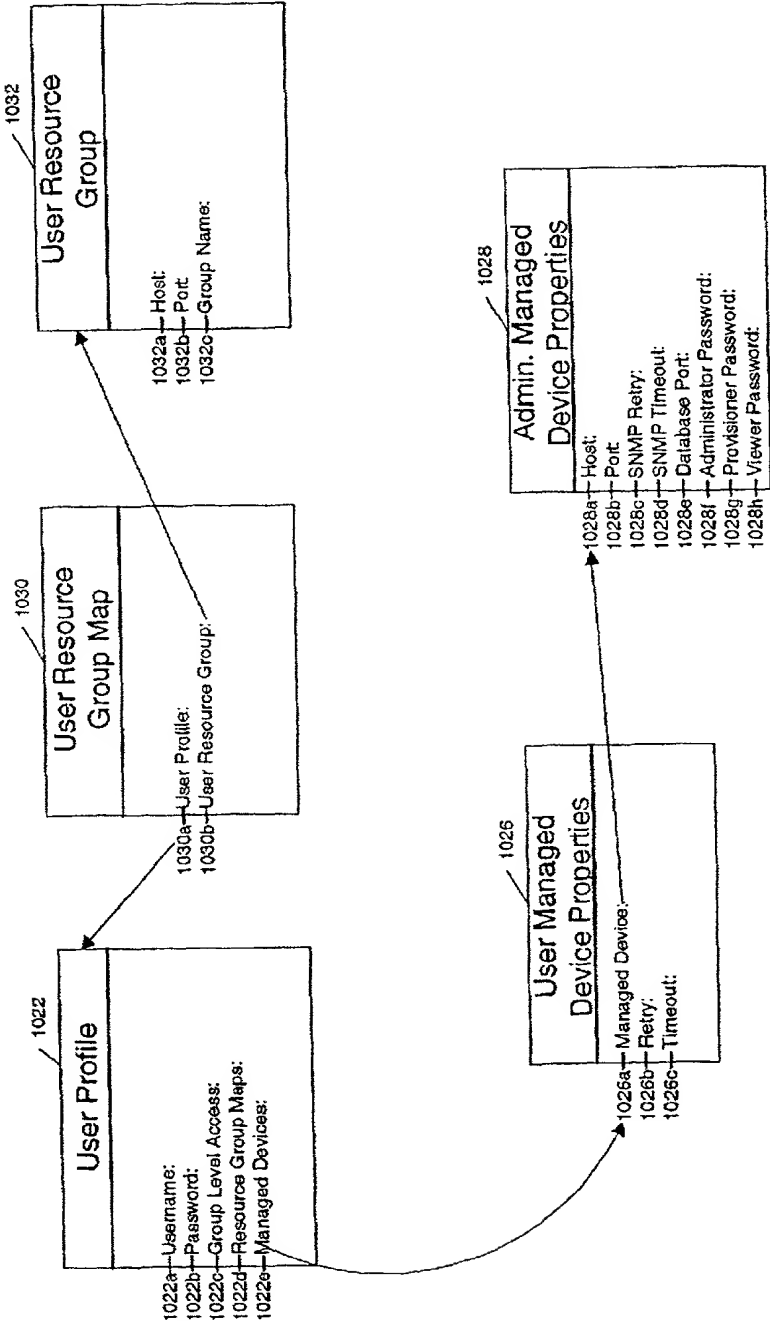 1022
User Profile
1022a Username:
1022b Password:
1022c Group Level Access:
1022d Resource Group Maps:
1022e Managed Devices:
1030
User Resource
Group Map
1030a User Profile:
1030b User Resource Group:
1032
User Resource
Group
1032a Host:
1032b Port:
1032c Group Name:
1026
User Managed
Device Properties
1026a Managed Device:
1026b Retry:
1026c Timeout:
1028
Admin. Managed
Device Properties
1028a Host:
1028b Port:
1028c SNMP Retry:
1028d SNMP Timeout:
1028e Database Port:
1028f Administrator Password:
1028g Provisioner Password:
1028h Viewer Password: